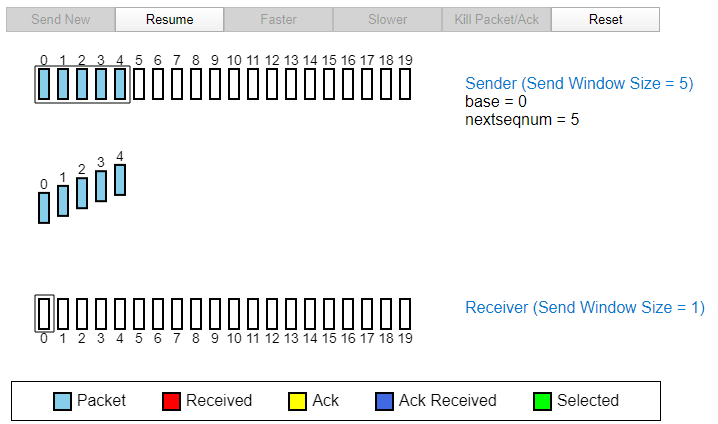 Send New Resume Faster Slower Kill Packet/Ack Reset
0 1 2 3 4 5 6 7 8 9 10 11 12 13 14 15 16 17 18 19
Sender (Send Window Size = 5)
base = 0
nextseqnum = 5
0 1 2 3 4
Receiver (Send Window Size = 1)
0 1 2 3 4 5 6 7 8 9 10 11 12 13 14 15 16 17 18 19
Packet Received Ack Ack Received Selected